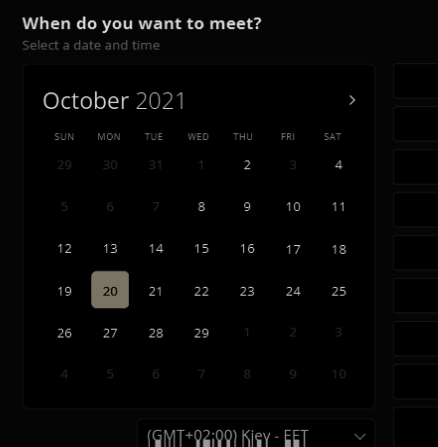 When do you want to meet?
Select a date and time
October 2021
SUN MON TUE WED THU FRI SAT
29 30 31 1 2 3 4
5 6 7 8 9 10 11
12 13 14 15 16 17 18
19 20 21 22 23 24 25
26 27 28 29 1 2 3
4 5 6 7 8 9 10
(GMT+02:00) Kiev - EET